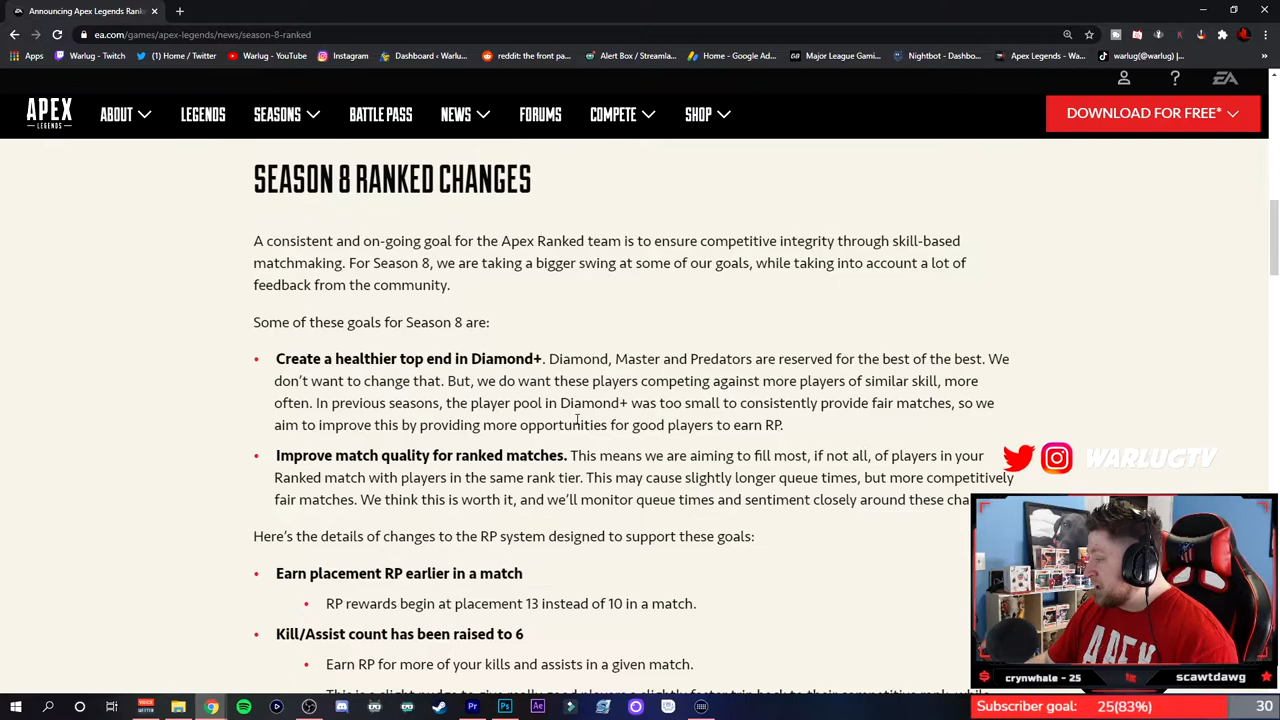 Announcing Apex Legends Ranked
ea.com/games/apex-legends/news/season-8-ranked
Apps
Warlug - Twitch
(1) Home / Twitter
Warlug - YouTube
Instagram
Dashboard ‹ Warlu...
reddit: the front pa...
Alert Box / Streamla...
Home - Google Ad...
Major League Gami...
Nightbot - Dashbo...
Apex Legends - Wa...
warlug(@warlug) |...
APEX
LEGENDS
ABOUT
LEGENDS
SEASONS
BATTLE PASS
NEWS
FORUMS
COMPETE
SHOP
DOWNLOAD FOR FREE*
SEASON 8 RANKED CHANGES
A consistent and on-going goal for the Apex Ranked team is to ensure competitive integrity through skill-based
matchmaking. For Season 8, we are taking a bigger swing at some of our goals, while taking into account a lot of
feedback from the community.
Some of these goals for Season 8 are:
• Create a healthier top end in Diamond+. Diamond, Master and Predators are reserved for the best of the best. We
don't want to change that. But, we do want these players competing against more players of similar skill, more
often. In previous seasons, the player pool in Diamond+ was too small to consistently provide fair matches, so we
aim to improve this by providing more opportunities for good players to earn RP.
• Improve match quality for ranked matches. This means we are aiming to fill most, if not all, of players in your
Ranked match with players in the same rank tier. This may cause slightly longer queue times, but more competitively
fair matches. We think this is worth it, and we'll monitor queue times and sentiment closely around these cha
WARLUGTV
Here's the details of changes to the RP system designed to support these goals:
• Earn placement RP earlier in a match
• RP rewards begin at placement 13 instead of 10 in a match.
• Kill/Assist count has been raised to 6
• Earn RP for more of your kills and assists in a given match.
APEX
crynwhale - 25
scawtdawg
Subscriber goal:
25(83%)
30